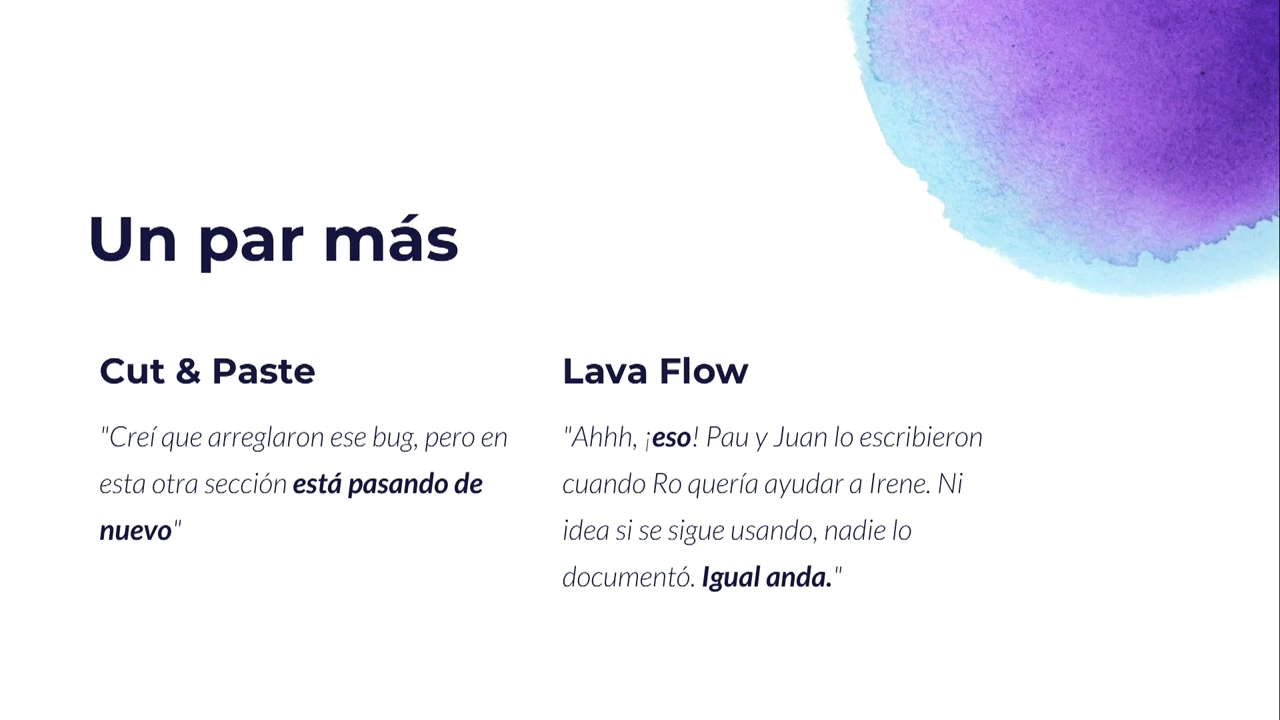 Un par más
Cut & Paste
"Creí que arreglaron ese bug, pero en
esta otra sección está pasando de
nuevo"
Lava Flow
"Ahhh, ¡eso! Pau y Juan lo escribieron
cuando Ro quería ayudar a Irene. Ni
idea si se sigue usando, nadie lo
documentó. Igual anda."